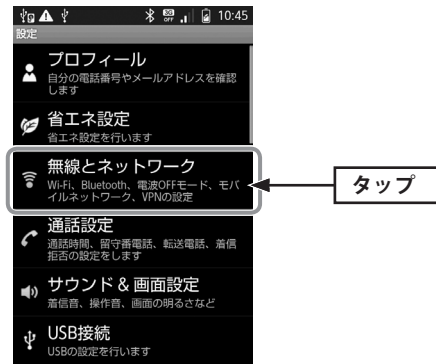 10:45
設定
プロフィール
自分の電話番号やメールアドレスを確認
します
省エネ設定
省エネ設定を行います
無線とネットワーク
Wi-Fi、Bluetooth、電波OFFモード、モバ
イルネットワーク、VPNの設定
タップ
通話設定
通話時間、留守番電話、転送電話、着信
拒否の設定をします
サウンド & 画面設定
着信音、操作音、画面の明るさなど
USB接続
USBの設定を行います